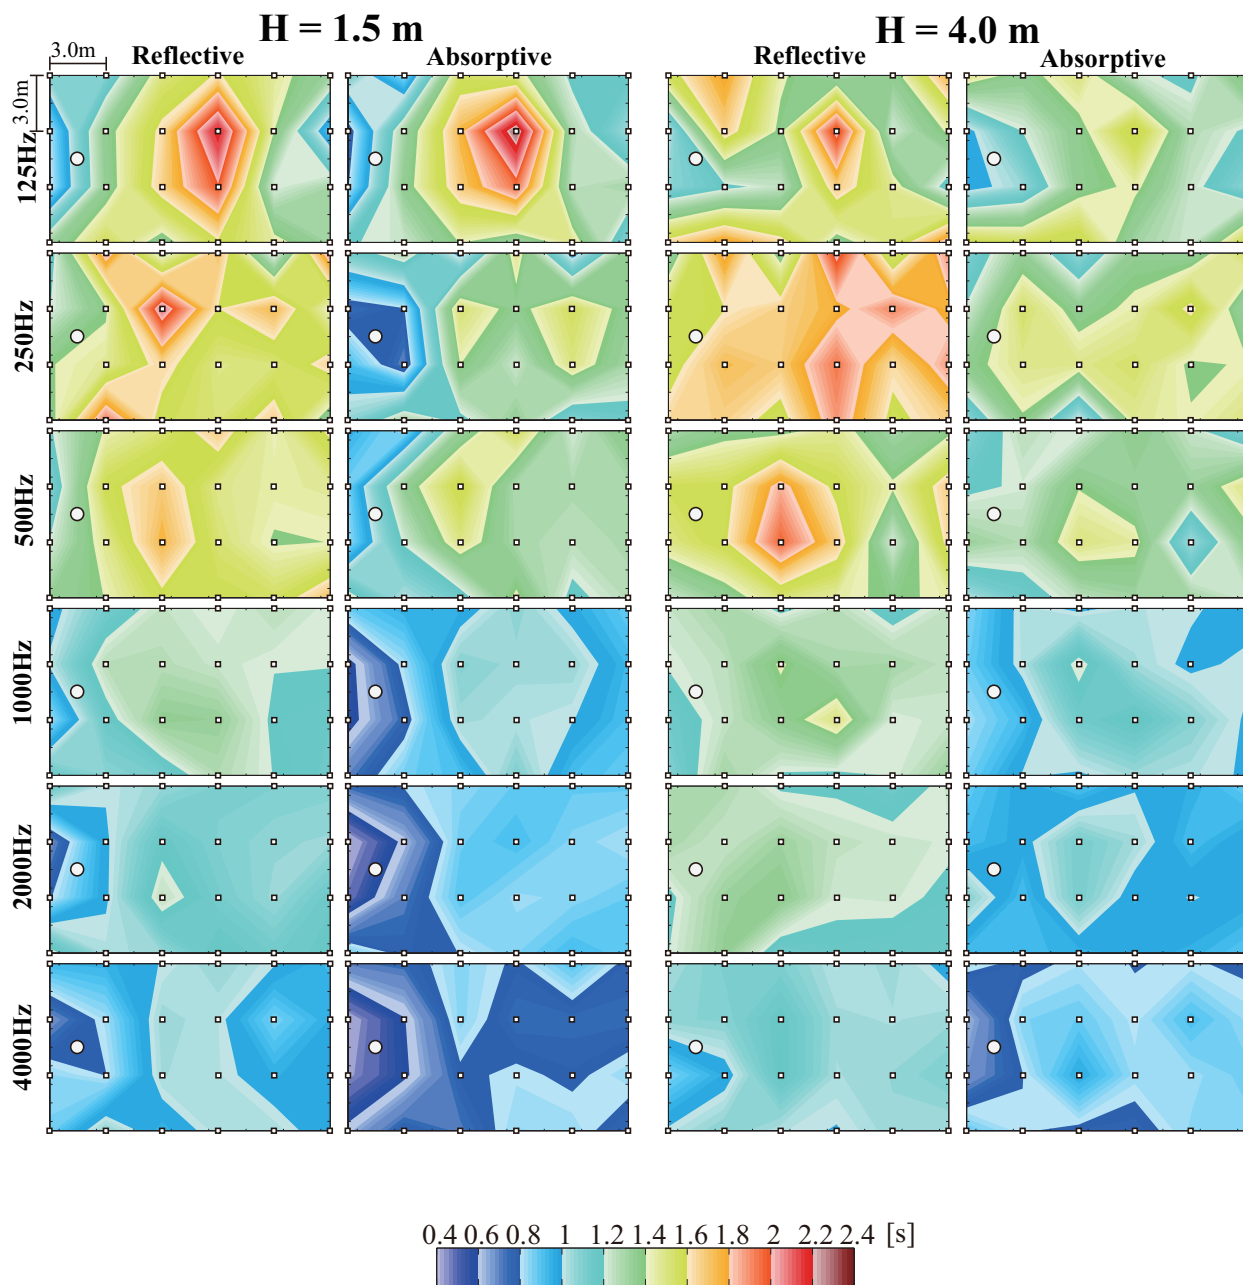 H = 1.5 m
H = 4.0 m
Reflective
Absorptive
Reflective
Absorptive
3.0m
3.0m
125Hz
250Hz
500Hz
1000Hz
2000Hz
4000Hz
0.4 0.6 0.8 1 1.2 1.4 1.6 1.8 2 2.2 2.4 [s]